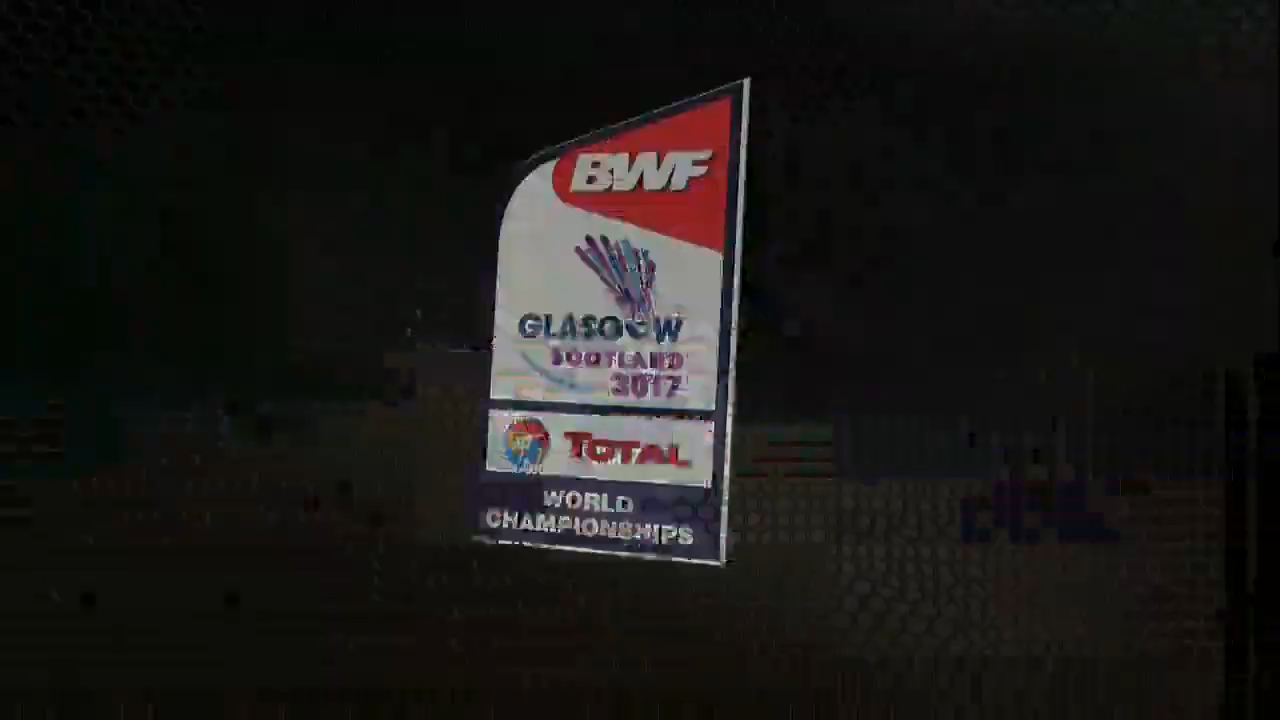 BWF
GLASGOW
SCOTLAND
2017
TOTAL
WORLD
CHAMPIONSHIPS